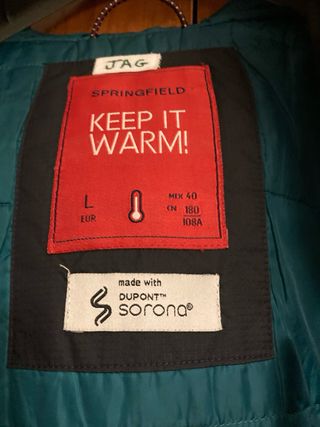 JAG
SPRINGFIELD
KEEP IT
WARM!
L
EUR
MEX 40
CN 180
108A
made with
DUPONT™
sorona®